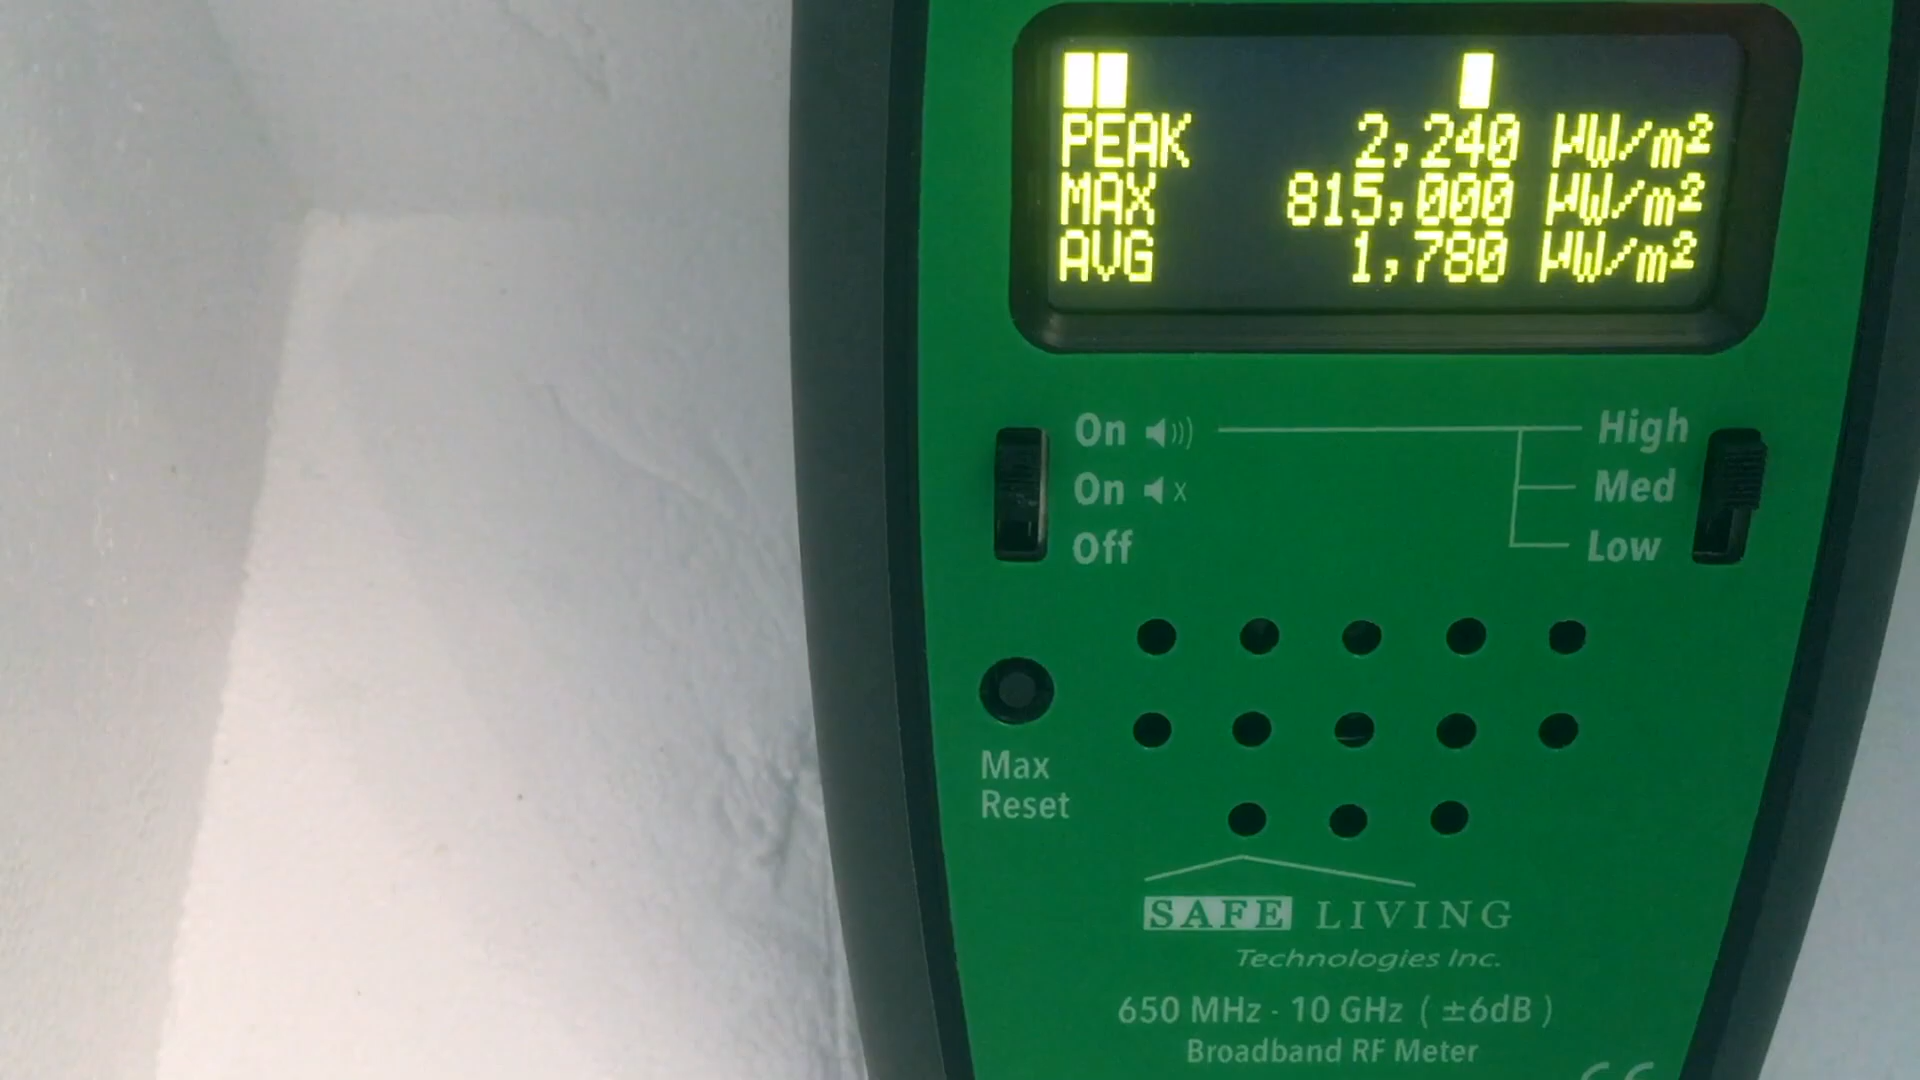 PEAK 2,240 µW/m²
MAX 815,000 µW/m²
AVG 1,780 µW/m²
On High
On x Med
Off Low
Max
Reset
SAFE LIVING
Technologies Inc.
650 MHz - 10 GHz ( ±6dB )
Broadband RF Meter
CE